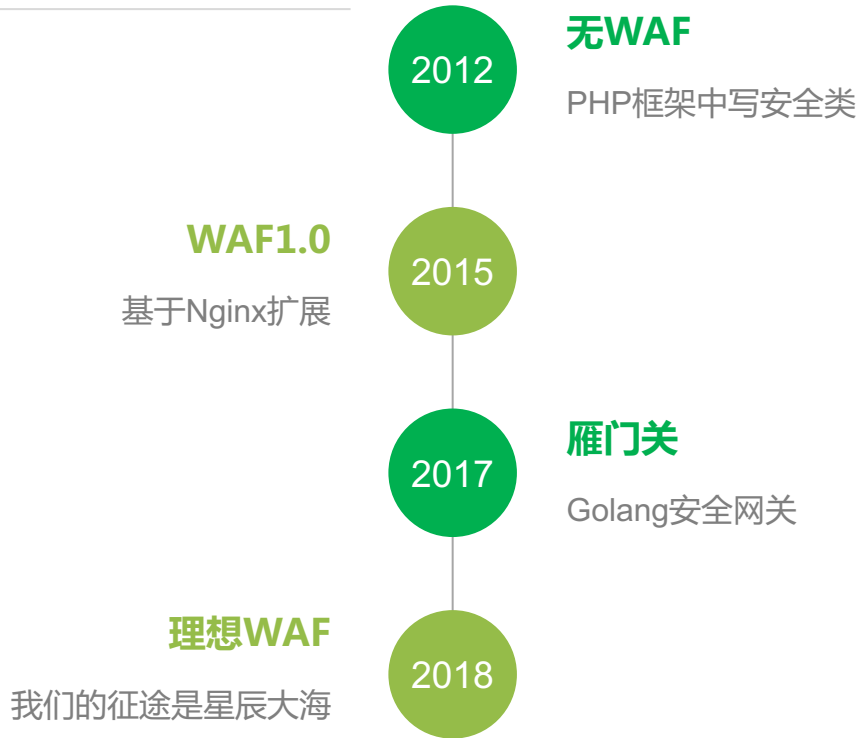 2012
无WAF
PHP框架中写安全类
WAF1.0
2015
基于Nginx扩展
2017
雁门关
Golang安全网关
理想WAF
2018
我们的征途是星辰大海